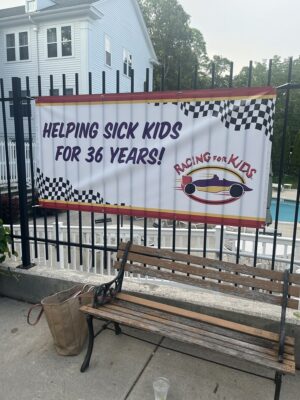 HELPING SICK KIDS
FOR 36 YEARS!
RACING FOR KIDS